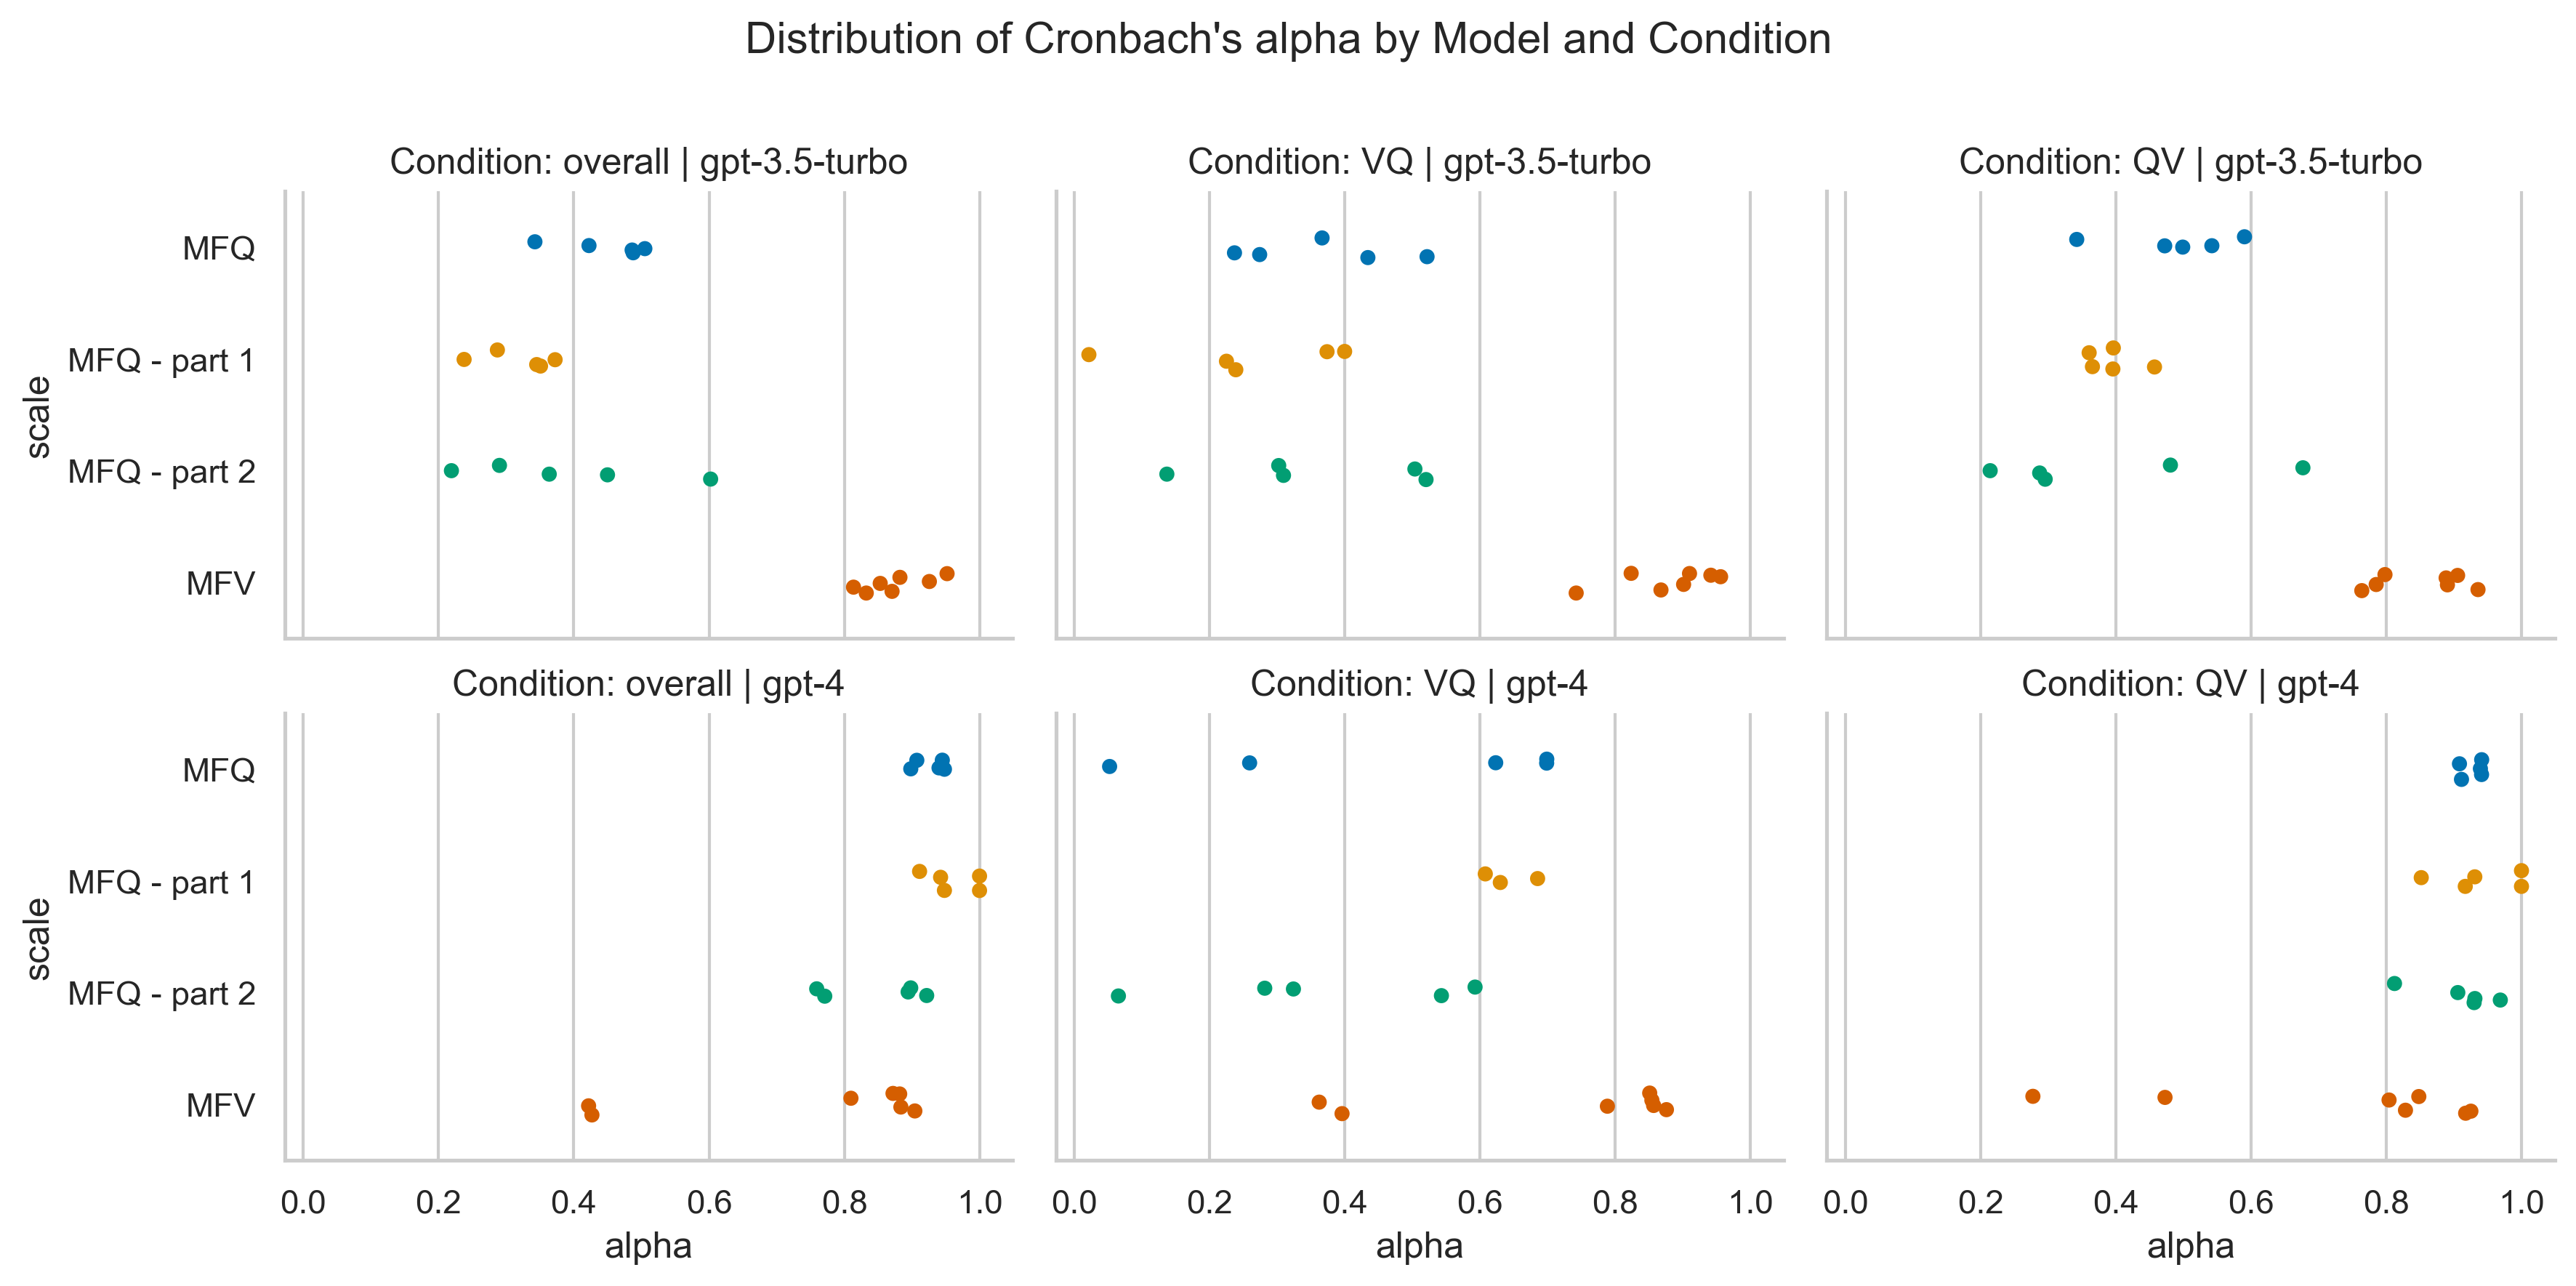 Distribution of Cronbach's alpha by Model and Condition
Condition: overall | gpt-3.5-turbo
Condition: VQ | gpt-3.5-turbo
Condition: QV | gpt-3.5-turbo
scale
MFQ
MFQ - part 1
MFQ - part 2
MFV
Condition: overall | gpt-4
Condition: VQ | gpt-4
Condition: QV | gpt-4
scale
MFQ
MFQ - part 1
MFQ - part 2
MFV
0.0 0.2 0.4 0.6 0.8 1.0
0.0 0.2 0.4 0.6 0.8 1.0
0.0 0.2 0.4 0.6 0.8 1.0
alpha
alpha
alpha